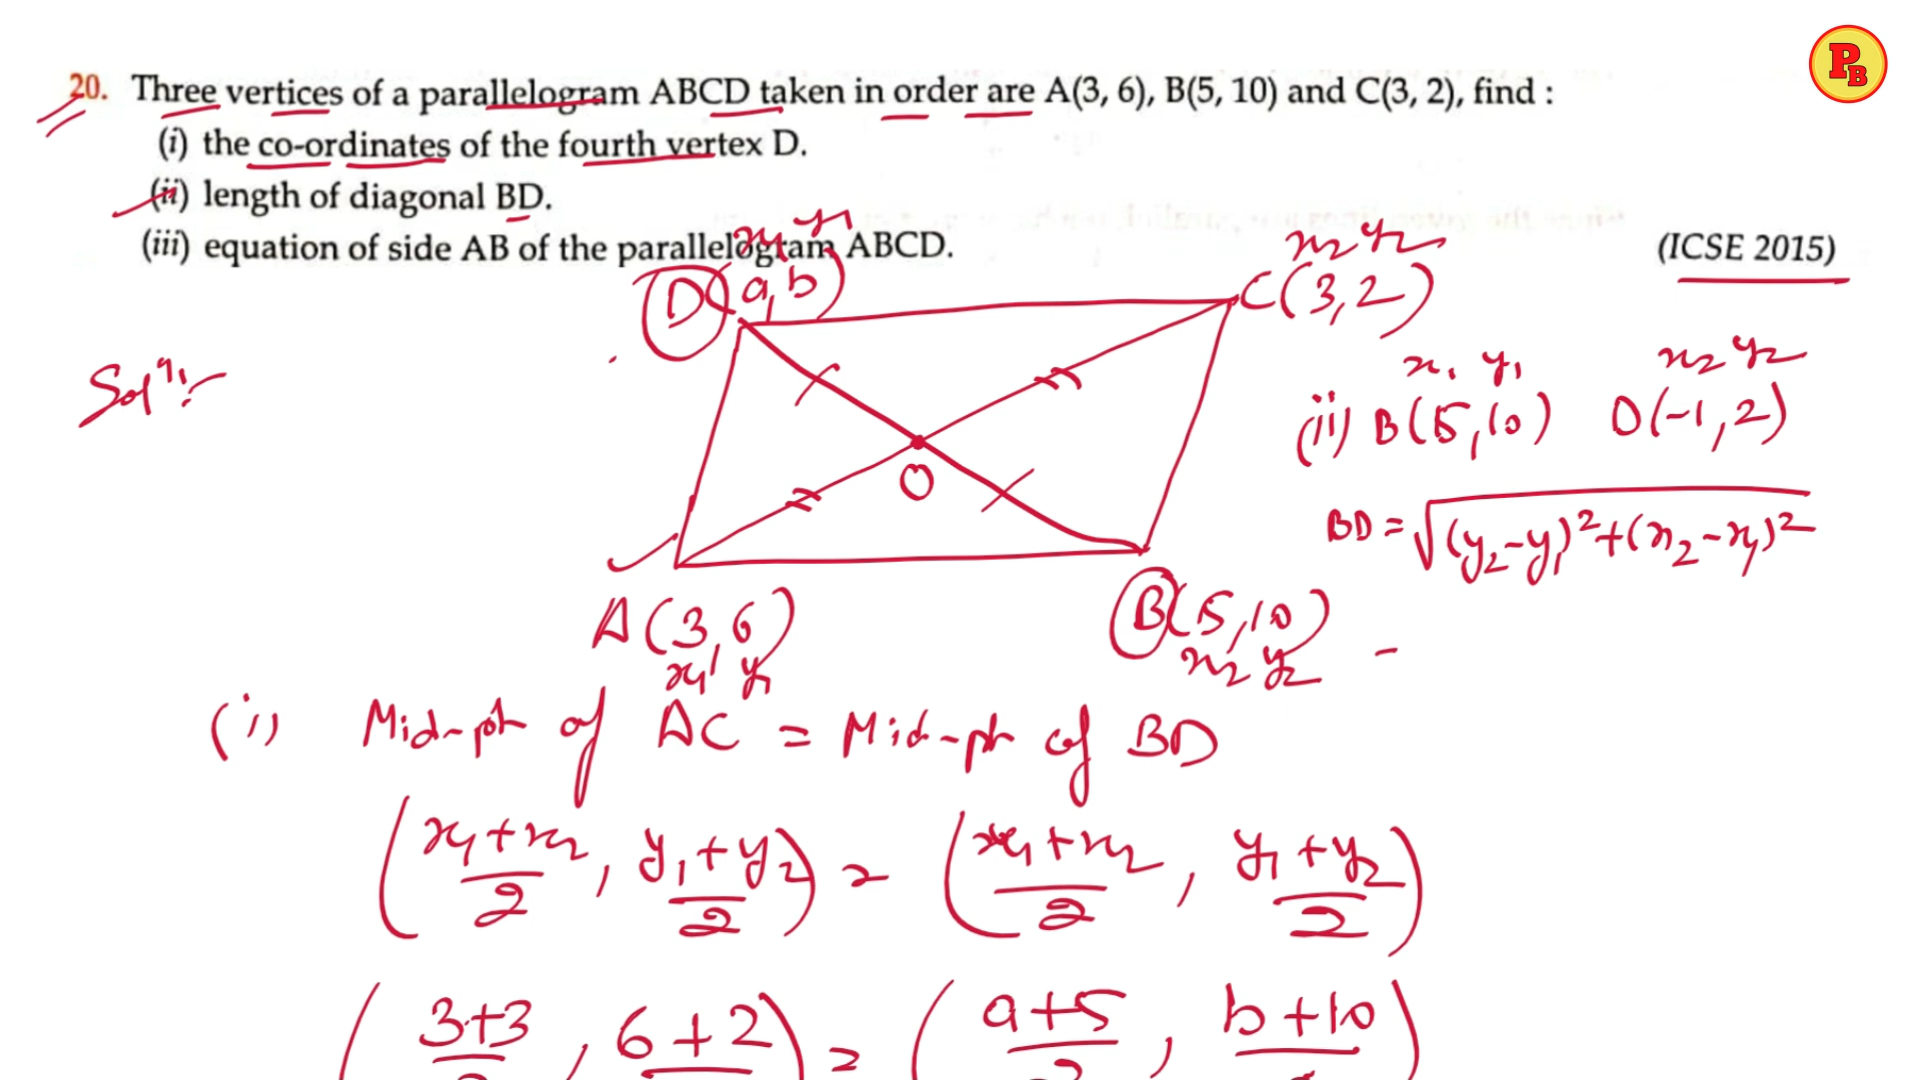 20. Three vertices of a parallelogram ABCD taken in order are A(3, 6), B(5, 10) and C(3, 2), find :
(i) the co-ordinates of the fourth vertex D.
(ii) length of diagonal BD.
(iii) equation of side AB of the parallelogram ABCD.
(ICSE 2015)
PB
x₁ y₁
D(a, b)
x₂ y₂
C(3, 2)
Solⁿ:-
O
A(3, 6)
x₁ y₁
B(5, 10)
x₂ y₂
x₁ y₁ x₂ y₂
(ii) B(5, 10) D(-1, 2)
BD = √(y₂-y₁)²+(x₂-x₁)²
-
(i) Mid-pt of AC = Mid-pt of BD
(x₁+x₂/2, y₁+y₂/2) = (x₁+x₂/2, y₁+y₂/2)
(3+3, 6+2) = (a+5, b+10)